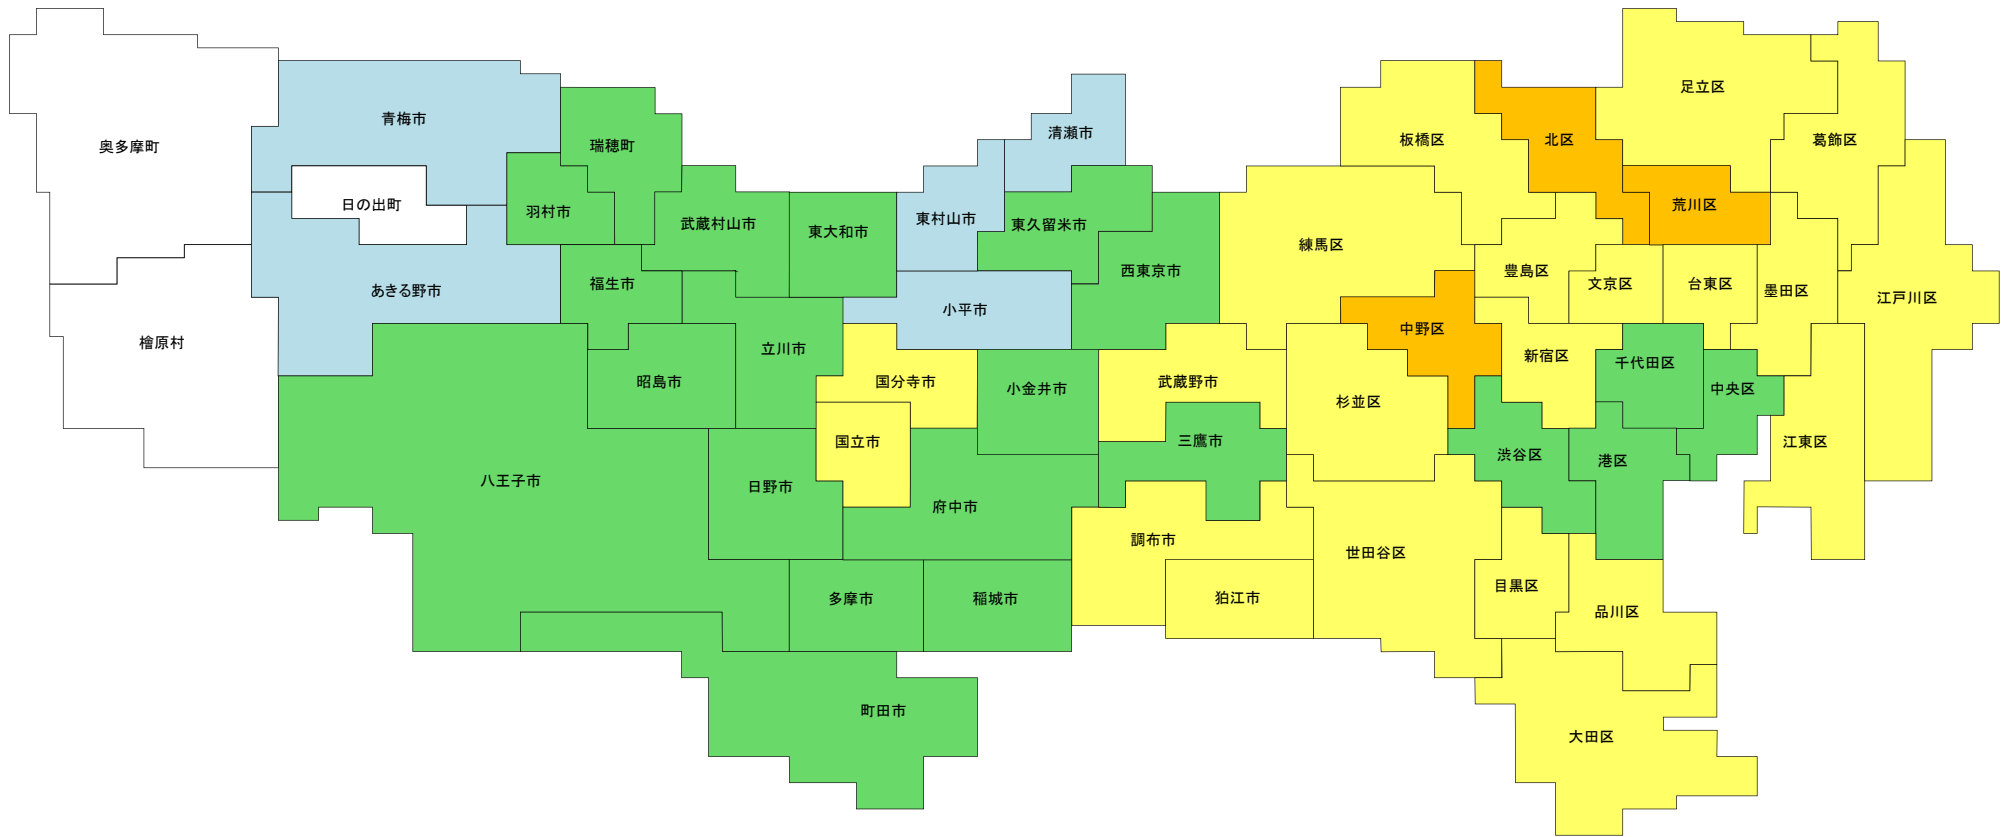 奥多摩町
檜原村
青梅市
日の出町
あきる野市
瑞穂町
羽村市
福生市
武蔵村山市
東大和市
東村山市
清瀬市
東久留米市
西東京市
小平市
立川市
昭島市
国分寺市
小金井市
武蔵野市
国立市
三鷹市
八王子市
日野市
府中市
調布市
狛江市
多摩市
稲城市
町田市
足立区
葛飾区
板橋区
北区
荒川区
練馬区
豊島区
文京区
台東区
墨田区
江戸川区
中野区
新宿区
千代田区
中央区
杉並区
渋谷区
港区
江東区
世田谷区
目黒区
品川区
大田区